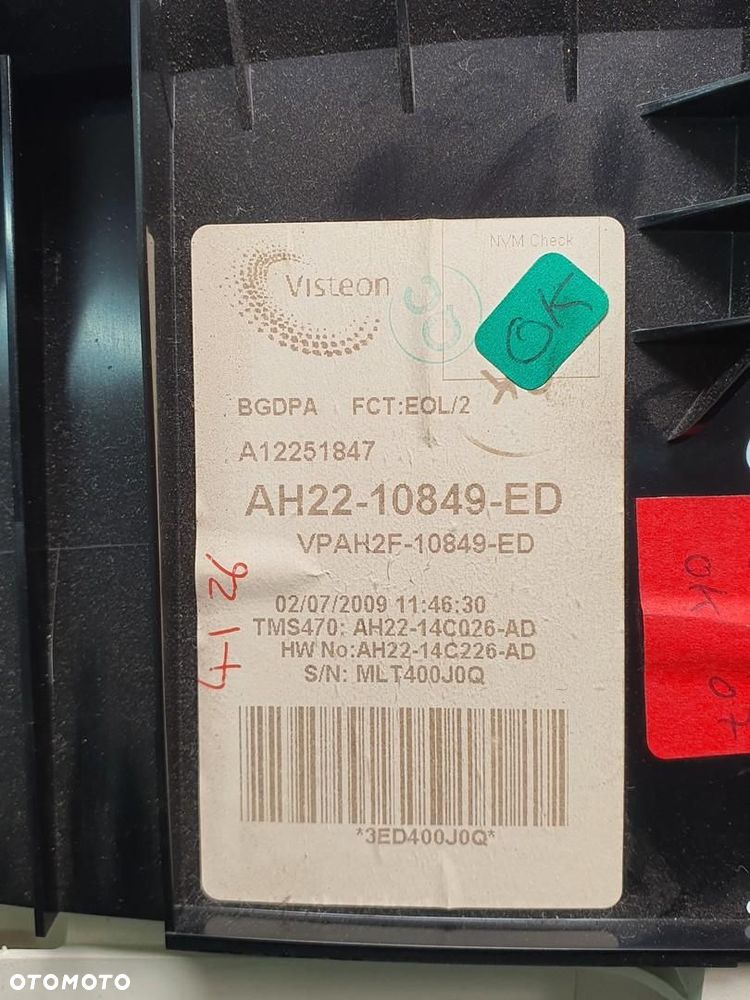 NVM Check
Visteon
OK
BGDPA FCT:EOL/2
A12251847
AH22-10849-ED
VPAH2F-10849-ED
02/07/2009 11:46:30
TMS470: AH22-14C026-AD
HW No:AH22-14C226-AD
S/N: MLT400J0Q
*3ED400J0Q*
4126
OK
OTOMOTO